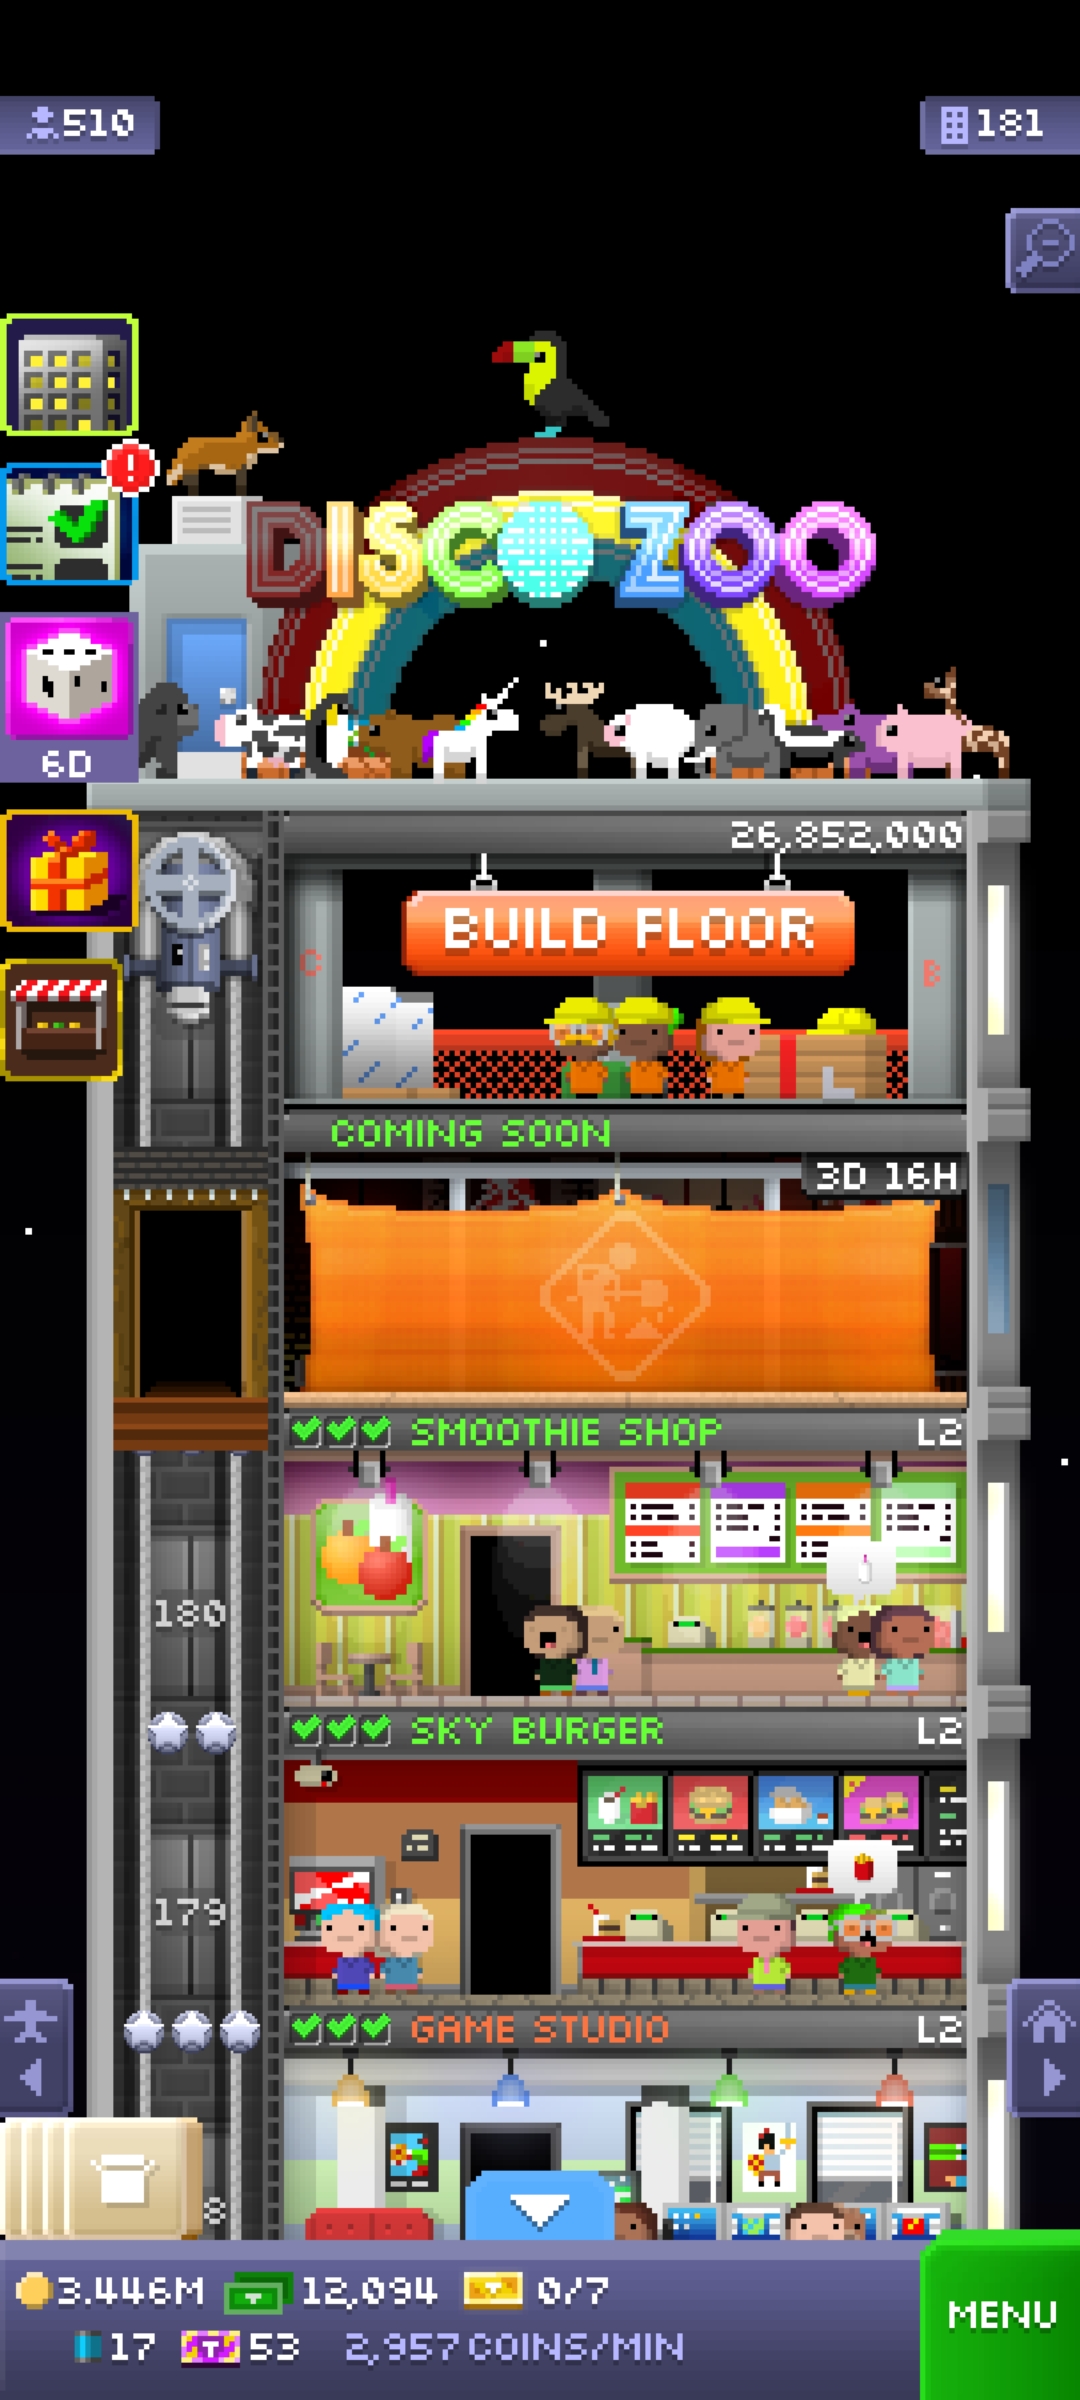 510
181
DISCO ZOO
6D
26,852,000
BUILD FLOOR
C
B
L
COMING SOON
3D 16H
SMOOTHIE SHOP L2
180
SKY BURGER L2
179
GAME STUDIO L2
8
3.446M 12,094 0/7
17 53 2,957 COINS/MIN
MENU